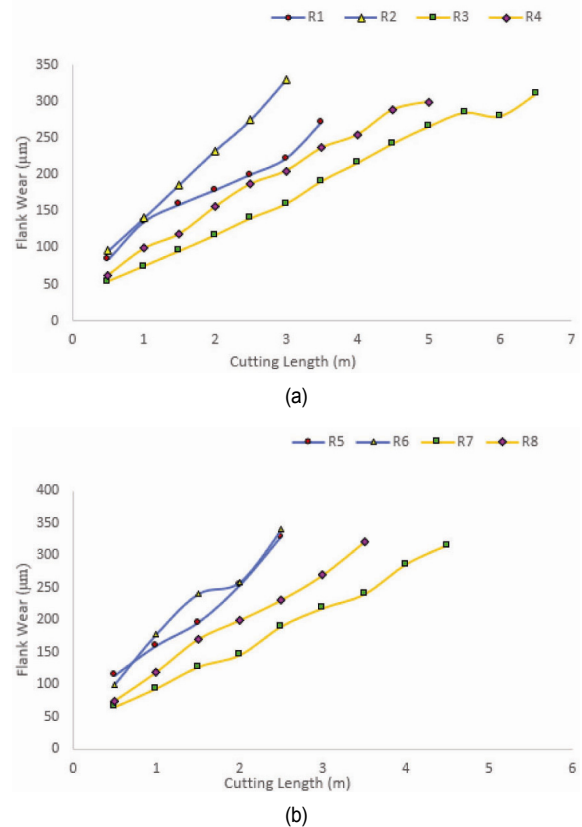 R1 R2 R3 R4
350
300
250
200
150
100
50
0
Flank Wear (µm)
0 1 2 3 4 5 6 7
Cutting Length (m)
(a)
R5 R6 R7 R8
400
350
300
250
200
150
100
50
0
Flank Wear (µm)
0 1 2 3 4 5 6
Cutting Length (m)
(b)